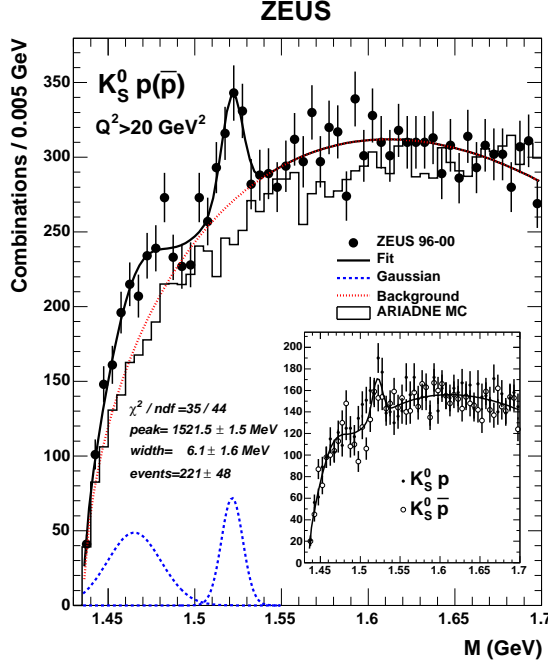 ZEUS
Combinations / 0.005 GeV
350
300
250
200
150
100
50
0
K⁰_S p(p̄)
Q²>20 GeV²
ZEUS 96-00
Fit
Gaussian
Background
ARIADNE MC
χ² / ndf =35 / 44
peak= 1521.5 ± 1.5 MeV
width= 6.1 ± 1.6 MeV
events=221± 48
200
180
160
140
120
100
80
60
40
20
0
K⁰_S p
K⁰_S p̄
1.45 1.5 1.55 1.6 1.65 1.7
1.45 1.5 1.55 1.6 1.65 1.7
M (GeV)